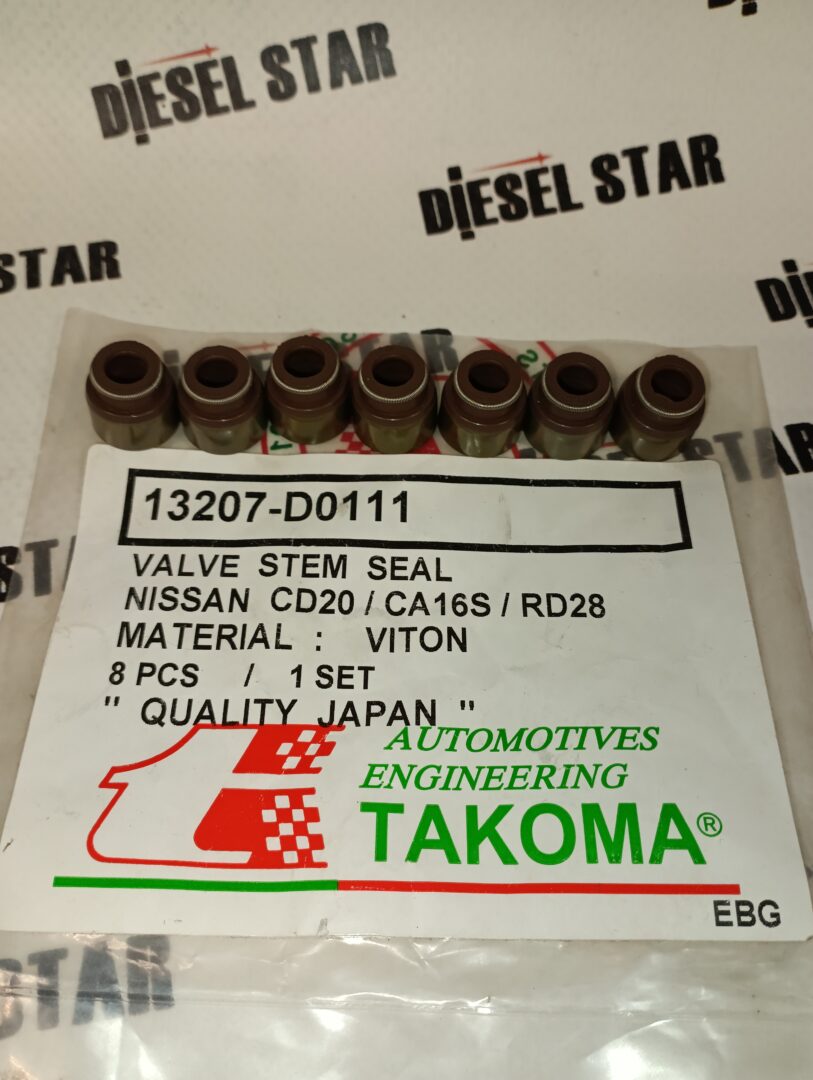 DIESEL STAR
DIESEL STAR
STAR
13207-D0111
VALVE STEM SEAL
NISSAN CD20 / CA16S / RD28
MATERIAL : VITON
8 PCS / 1 SET
" QUALITY JAPAN "
AUTOMOTIVES
ENGINEERING
TAKOMA®
EBG
STAR